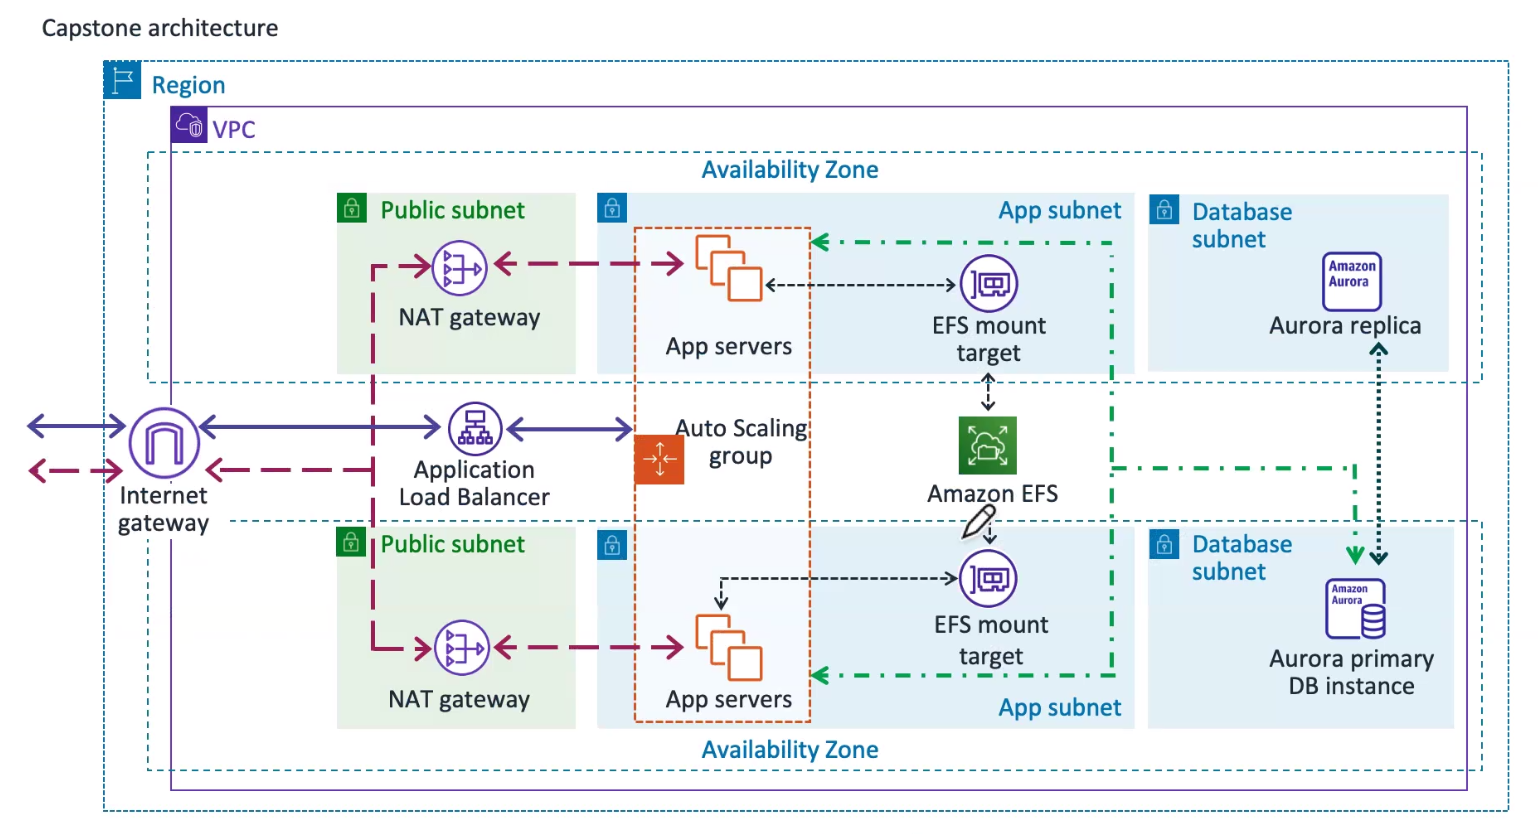 Capstone architecture
Region
VPC
Availability Zone
Public subnet
App subnet
Database
subnet
NAT gateway
App servers
EFS mount
target
Amazon
Aurora
Aurora replica
Internet
gateway
Application
Load Balancer
Auto Scaling
group
Amazon EFS
Public subnet
Database
subnet
NAT gateway
App servers
EFS mount
target
App subnet
Amazon
Aurora
Aurora primary
DB instance
Availability Zone